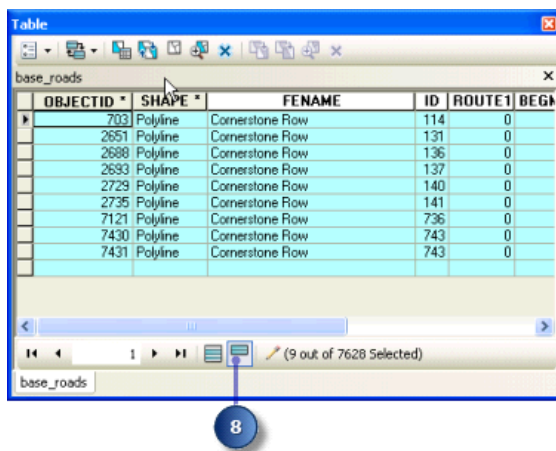 Table
base_roads
OBJECTID * SHAPE * FENAME ID ROUTE1
703 Polyline Cornerstone Row 114 0
2651 Polyline Cornerstone Row 131 0
2688 Polyline Cornerstone Row 136 0
2693 Polyline Cornerstone Row 137 0
2729 Polyline Cornerstone Row 140 0
2735 Polyline Cornerstone Row 141 0
7121 Polyline Cornerstone Row 736 0
7430 Polyline Cornerstone Row 743 0
7431 Polyline Cornerstone Row 743 0
1 (9 out of 7628 Selected)
base_roads
8